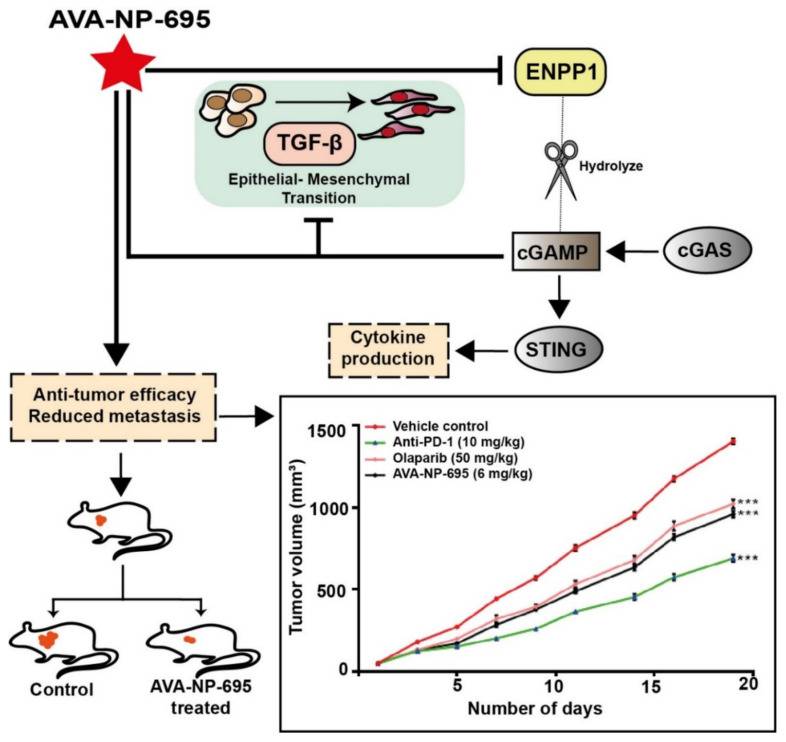 AVA-NP-695
ENPP1
TGF-β
Epithelial- Mesenchymal
Transition
Hydrolyze
cGAMP
cGAS
STING
Cytokine
production
Anti-tumor efficacy
Reduced metastasis
Control
AVA-NP-695
treated
Vehicle control
Anti-PD-1 (10 mg/kg)
Olaparib (50 mg/kg)
AVA-NP-695 (6 mg/kg)
Tumor volume (mm³)
1500
1000
500
0
***
***
***
5
10
15
20
Number of days